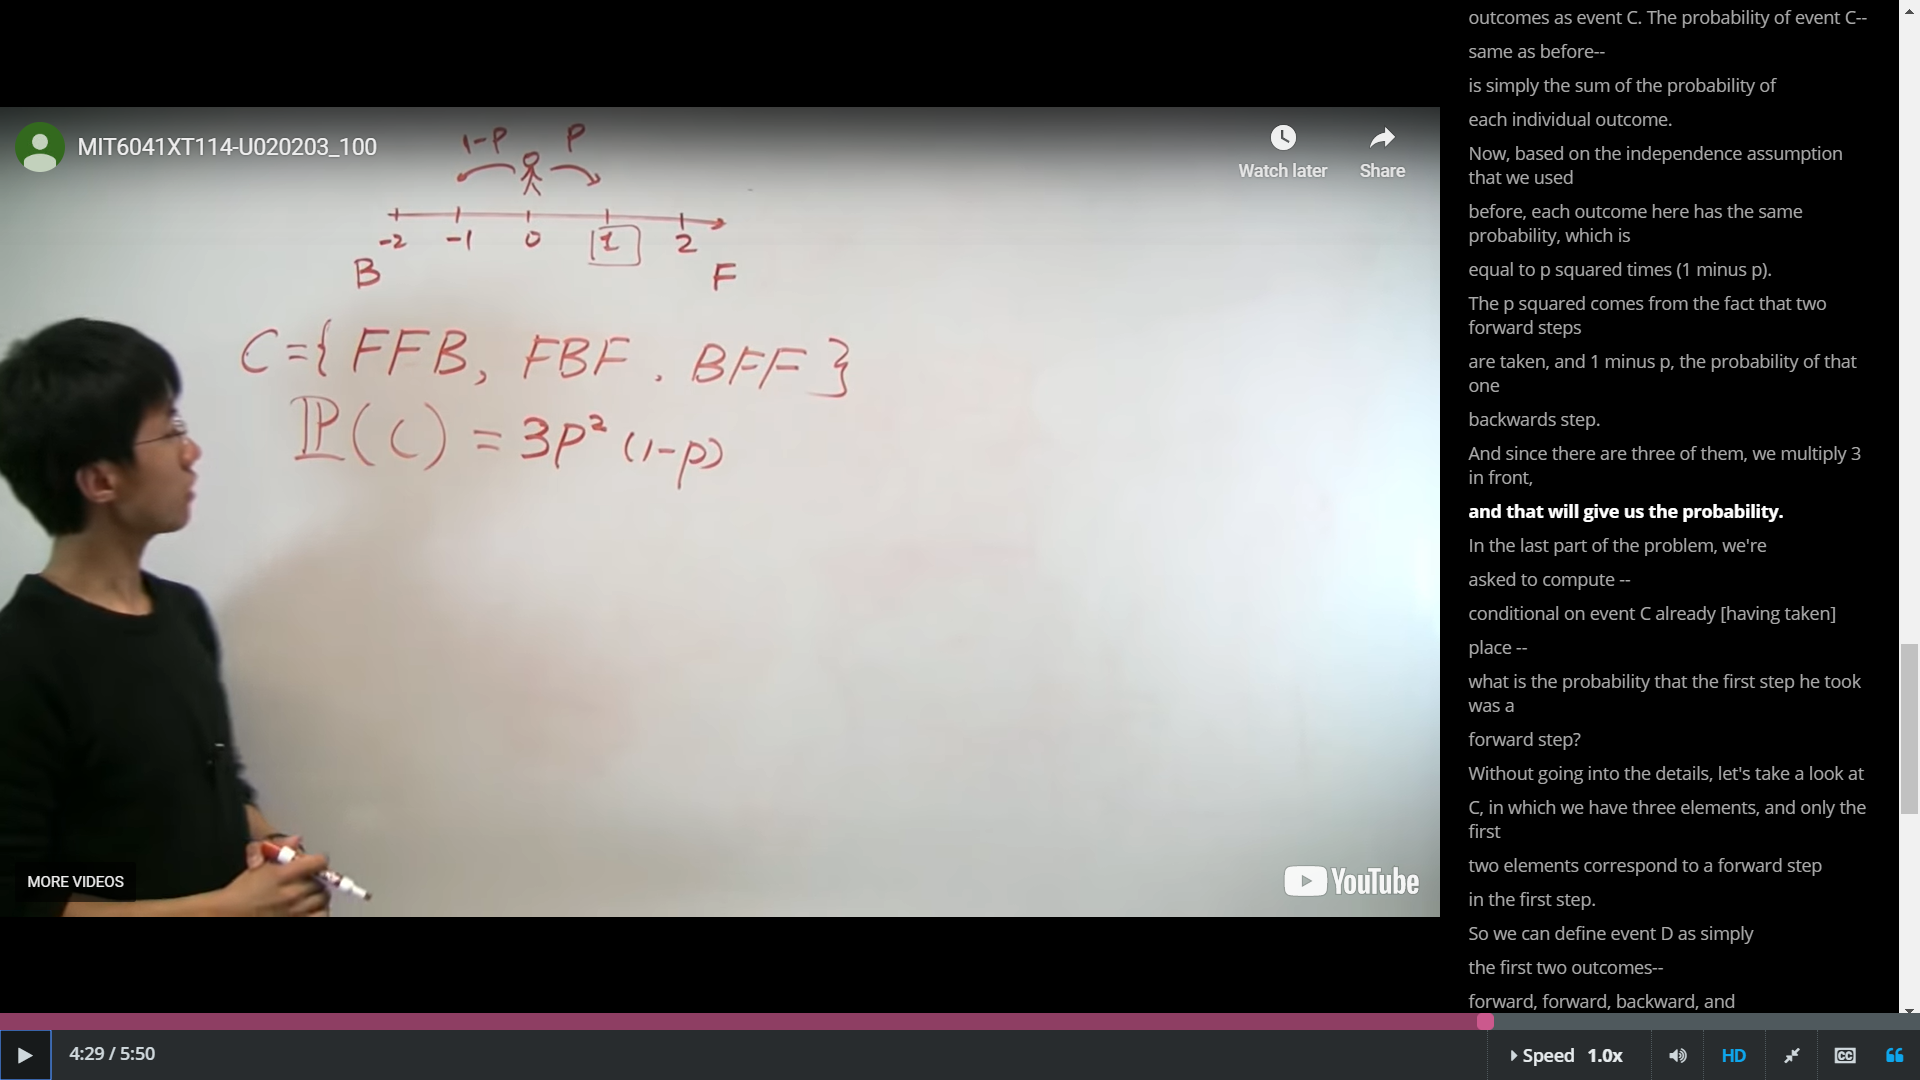 MIT6041XT114-U020203_100
Watch later
Share
1-P P
-2 -1 0 1 2
B F
C={ FFB, FBF . BFF }
ℙ(C) = 3p² (1-p)
MORE VIDEOS
YouTube
outcomes as event C. The probability of event C--
same as before--
is simply the sum of the probability of
each individual outcome.
Now, based on the independence assumption
that we used
before, each outcome here has the same
probability, which is
equal to p squared times (1 minus p).
The p squared comes from the fact that two
forward steps
are taken, and 1 minus p, the probability of that
one
backwards step.
And since there are three of them, we multiply 3
in front,
and that will give us the probability.
In the last part of the problem, we're
asked to compute --
conditional on event C already [having taken]
place --
what is the probability that the first step he took
was a
forward step?
Without going into the details, let's take a look at
C, in which we have three elements, and only the
first
two elements correspond to a forward step
in the first step.
So we can define event D as simply
the first two outcomes--
forward, forward, backward, and
4:29 / 5:50
Speed 1.0x
HD
CC